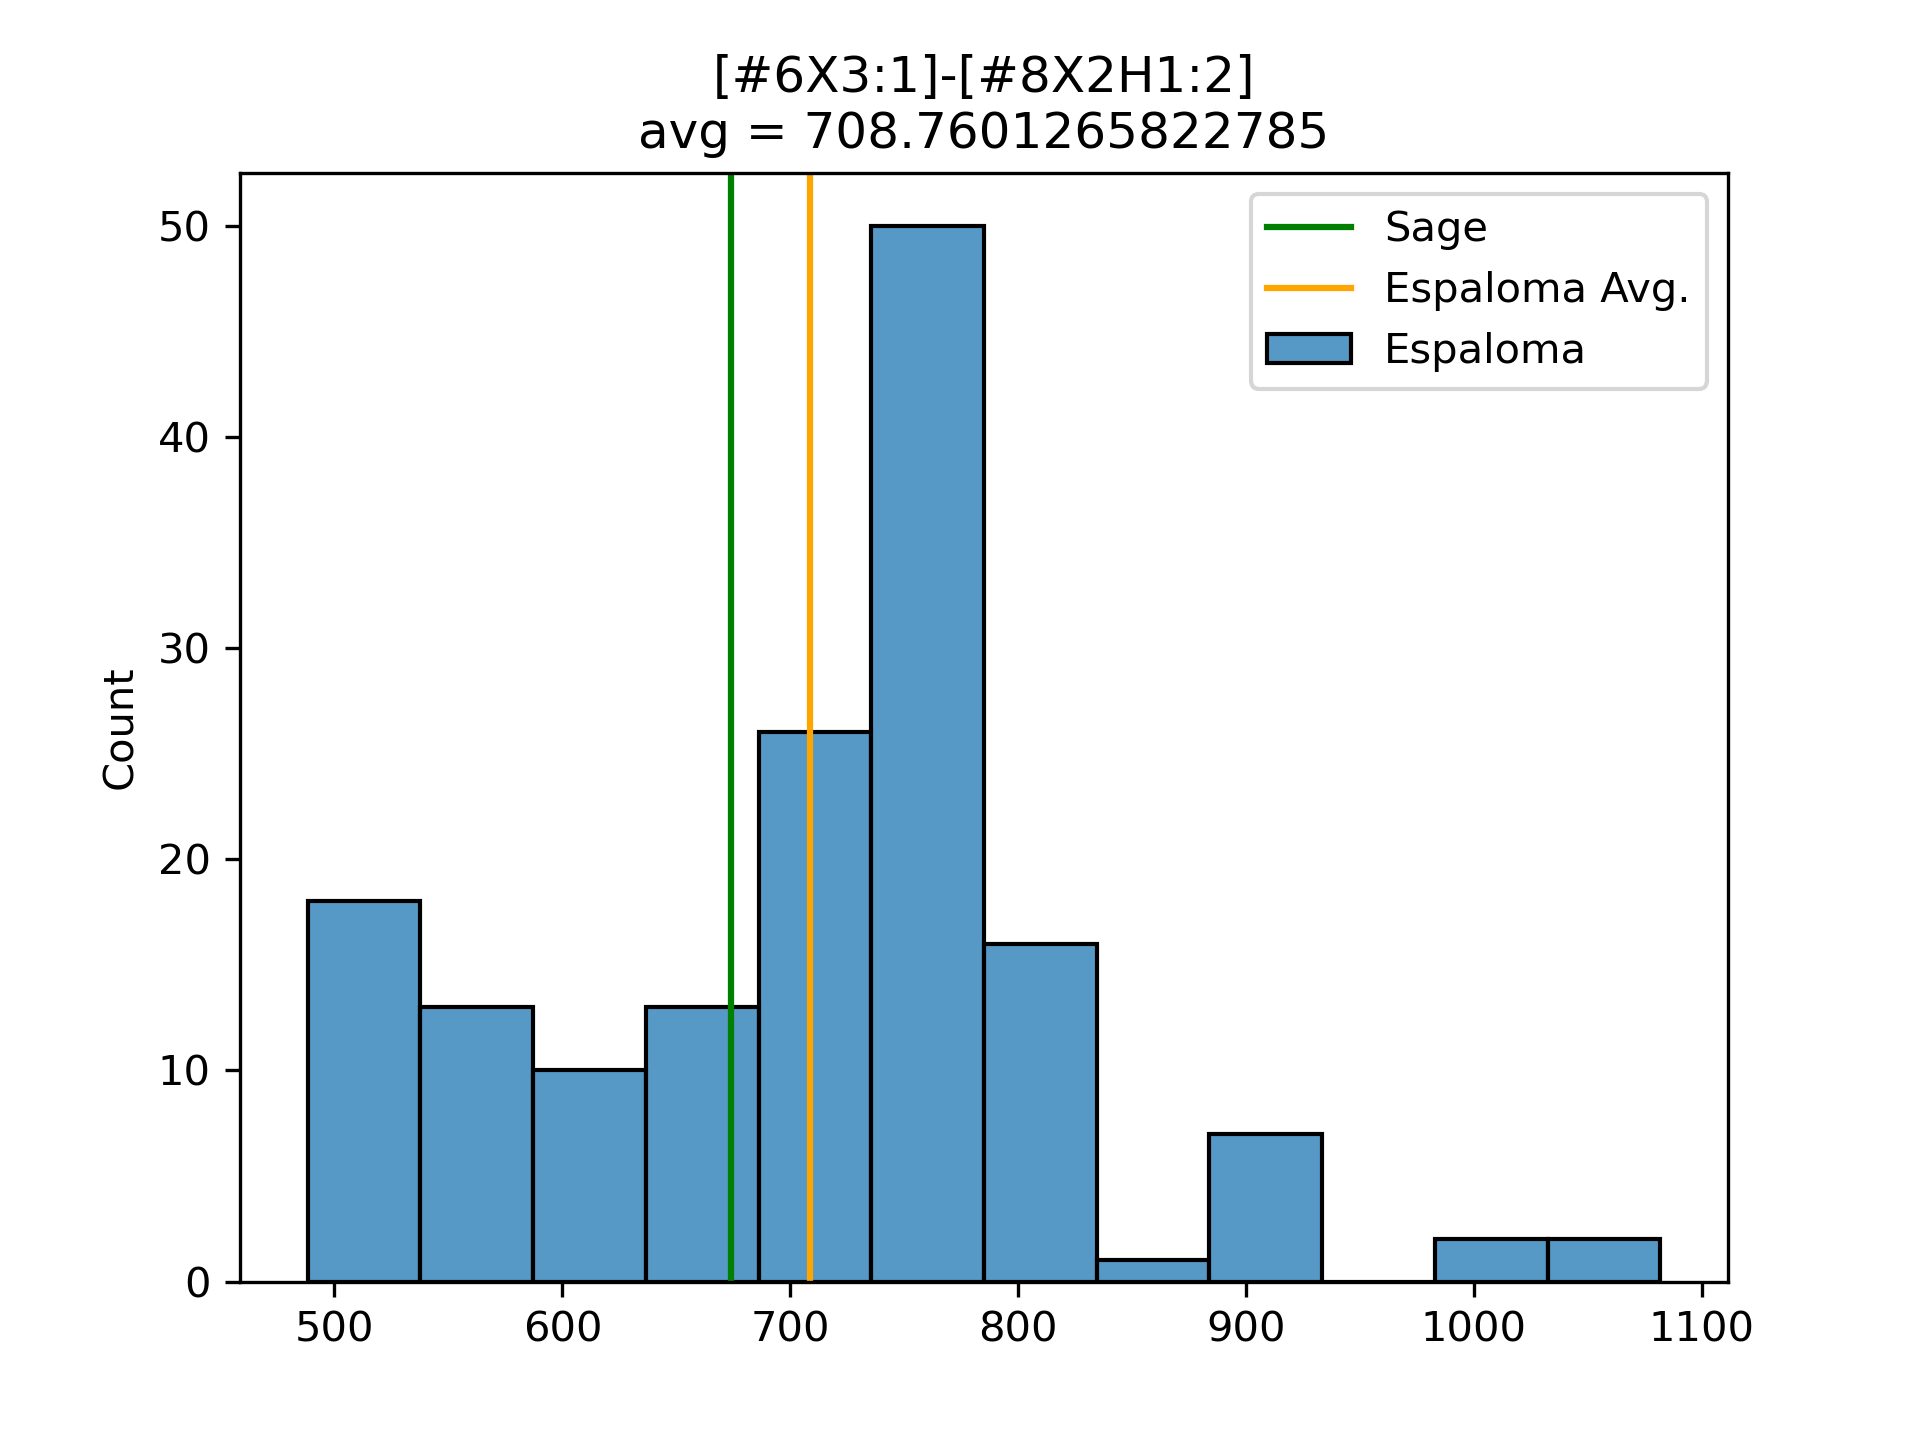 [#6X3:1]-[#8X2H1:2]
avg = 708.7601265822785
Sage
Espaloma Avg.
Espaloma
50
40
30
20
10
0
Count
500 600 700 800 900 1000 1100